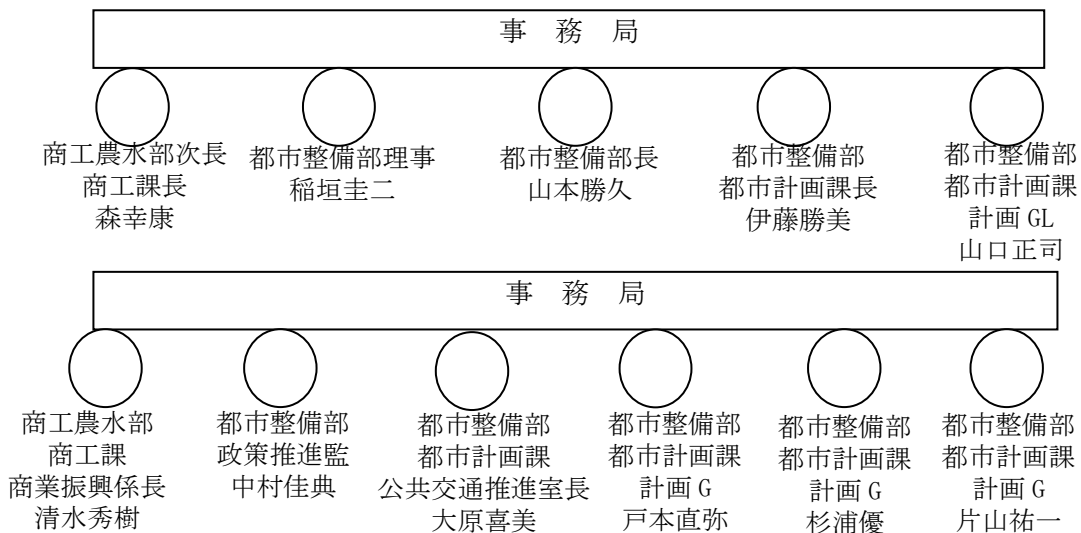 事 務 局
商工農水部次長
商工課長
森幸康
都市整備部理事
稲垣圭二
都市整備部長
山本勝久
都市整備部
都市計画課長
伊藤勝美
都市整備部
都市計画課
計画 GL
山口正司
事 務 局
商工農水部
商工課
商業振興係長
清水秀樹
都市整備部
政策推進監
中村佳典
都市整備部
都市計画課
公共交通推進室長
大原喜美
都市整備部
都市計画課
計画 G
戸本直弥
都市整備部
都市計画課
計画 G
杉浦優
都市整備部
都市計画課
計画 G
片山祐一